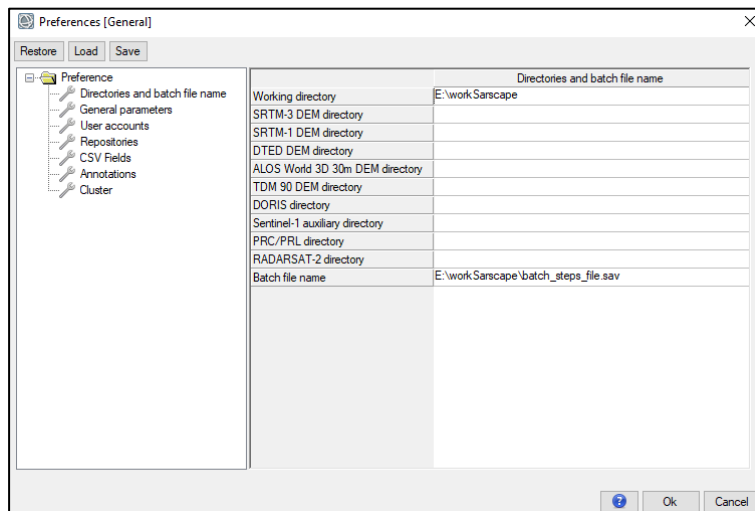 Preferences [General]
Restore Load Save
Preference
Directories and batch file name
General parameters
User accounts
Repositories
CSV Fields
Annotations
Cluster
Directories and batch file name
Working directory E:\workSarscape
SRTM-3 DEM directory
SRTM-1 DEM directory
DTED DEM directory
ALOS World 3D 30m DEM directory
TDM 90 DEM directory
DORIS directory
Sentinel-1 auxiliary directory
PRC/PRL directory
RADARSAT-2 directory
Batch file name E:\workSarscape\batch_steps_file.sav
? Ok Cancel